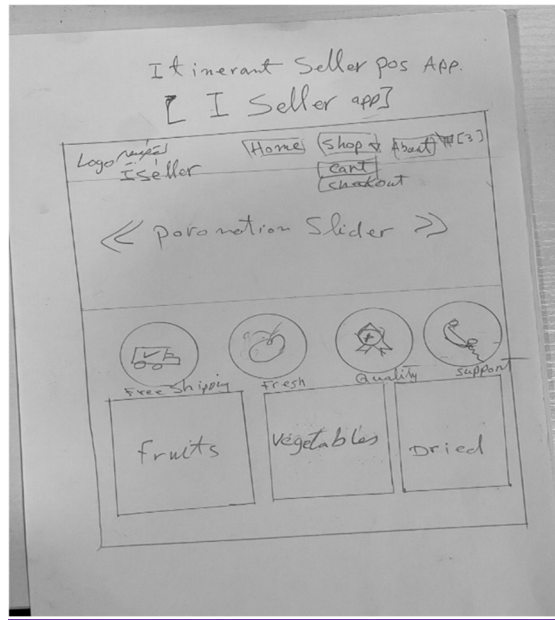 Itinerant Seller pos App.
[ I Seller app]
Logo
ISeller
Home
Shop
About
[3]
cart
chekout
<< Poromotion Slider >>
Free Shipping
Fresh
Quality
Support
fruits
Vegetables
Dried